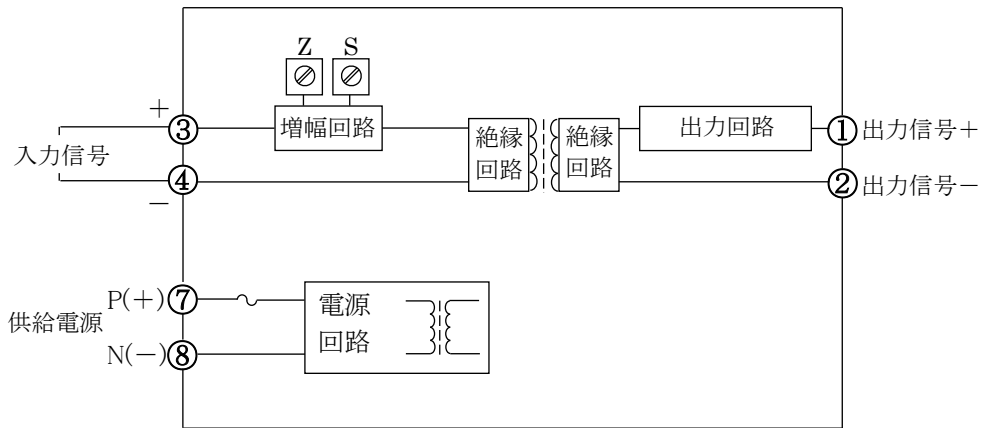 Z S
+
③ 増幅回路 絶縁 絶縁 出力回路 ① 出力信号+
入力信号 回路 回路
④ ② 出力信号−
−
P(+) ⑦ 電源
供給電源 回路
N(−) ⑧